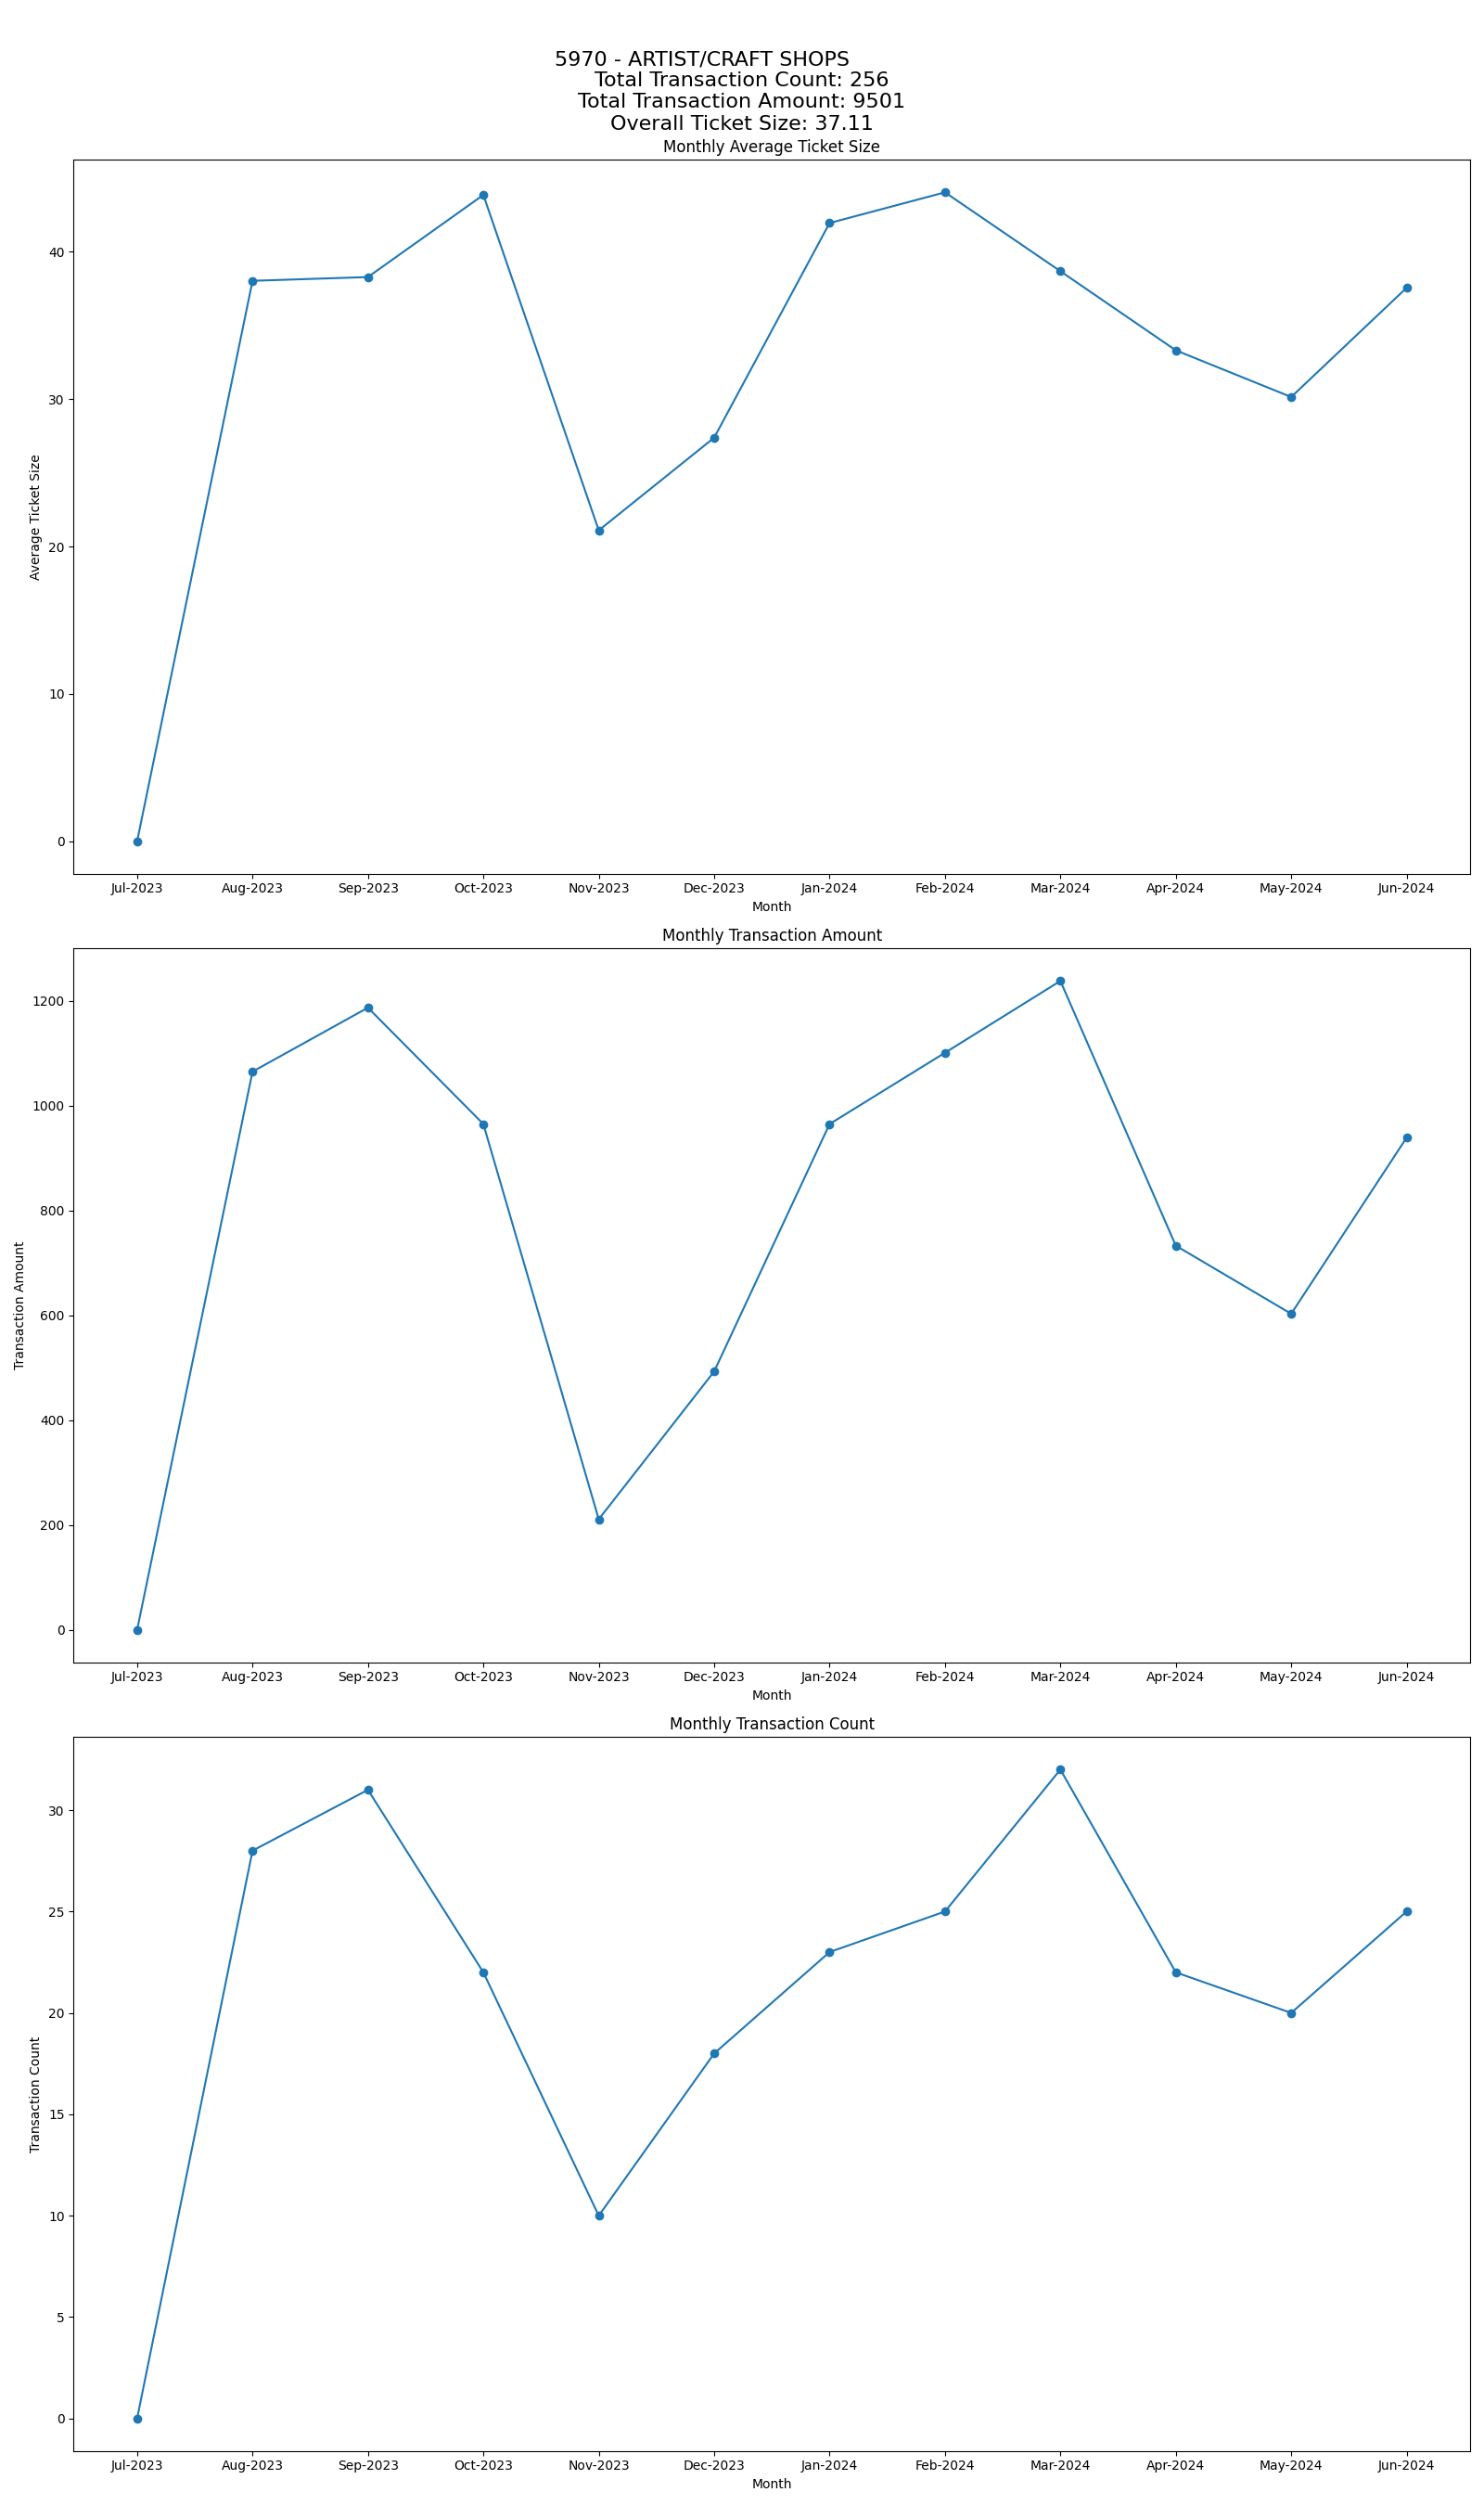 5970 - ARTIST/CRAFT SHOPS
Total Transaction Count: 256
Total Transaction Amount: 9501
Overall Ticket Size: 37.11
Monthly Average Ticket Size
Average Ticket Size
40
30
20
10
0
Jul-2023 Aug-2023 Sep-2023 Oct-2023 Nov-2023 Dec-2023 Jan-2024 Feb-2024 Mar-2024 Apr-2024 May-2024 Jun-2024
Month
Monthly Transaction Amount
Transaction Amount
1200
1000
800
600
400
200
0
Jul-2023 Aug-2023 Sep-2023 Oct-2023 Nov-2023 Dec-2023 Jan-2024 Feb-2024 Mar-2024 Apr-2024 May-2024 Jun-2024
Month
Monthly Transaction Count
Transaction Count
30
25
20
15
10
5
0
Jul-2023 Aug-2023 Sep-2023 Oct-2023 Nov-2023 Dec-2023 Jan-2024 Feb-2024 Mar-2024 Apr-2024 May-2024 Jun-2024
Month